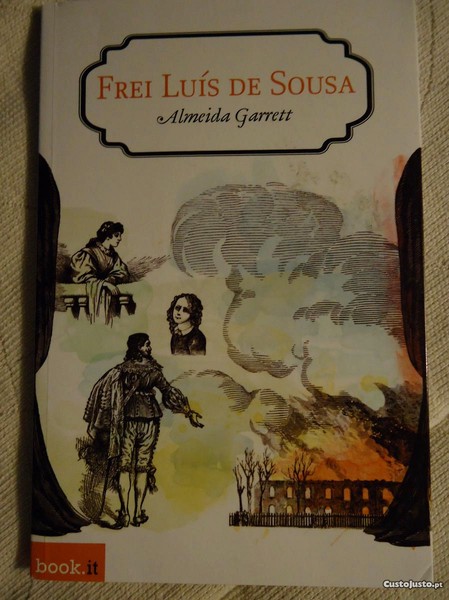 FREI LUÍS DE SOUSA
Almeida Garrett
book.it
CustoJusto.pt